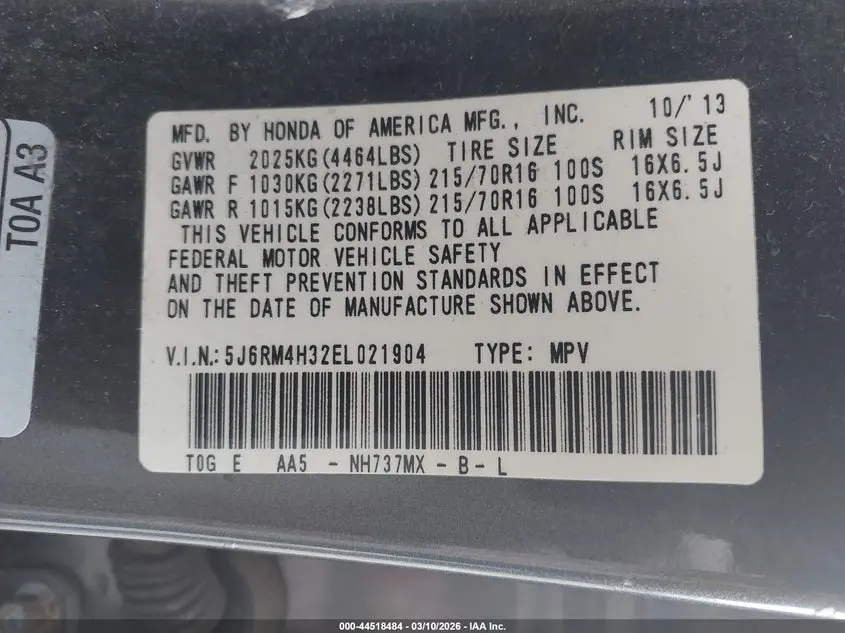 TOA A3
MFD. BY HONDA OF AMERICA MFG., INC. 10/'13
GVWR 2025KG(4464LBS) TIRE SIZE RIM SIZE
GAWR F 1030KG(2271LBS) 215/70R16 100S 16X6.5J
GAWR R 1015KG(2238LBS) 215/70R16 100S 16X6.5J
THIS VEHICLE CONFORMS TO ALL APPLICABLE
FEDERAL MOTOR VEHICLE SAFETY
AND THEFT PREVENTION STANDARDS IN EFFECT
ON THE DATE OF MANUFACTURE SHOWN ABOVE.
V.I.N.: 5J6RM4H32EL021904 TYPE: MPV
T0G E AA5 - NH737MX - B - L
000-44518484 — 03/10/2026 — IAA Inc.